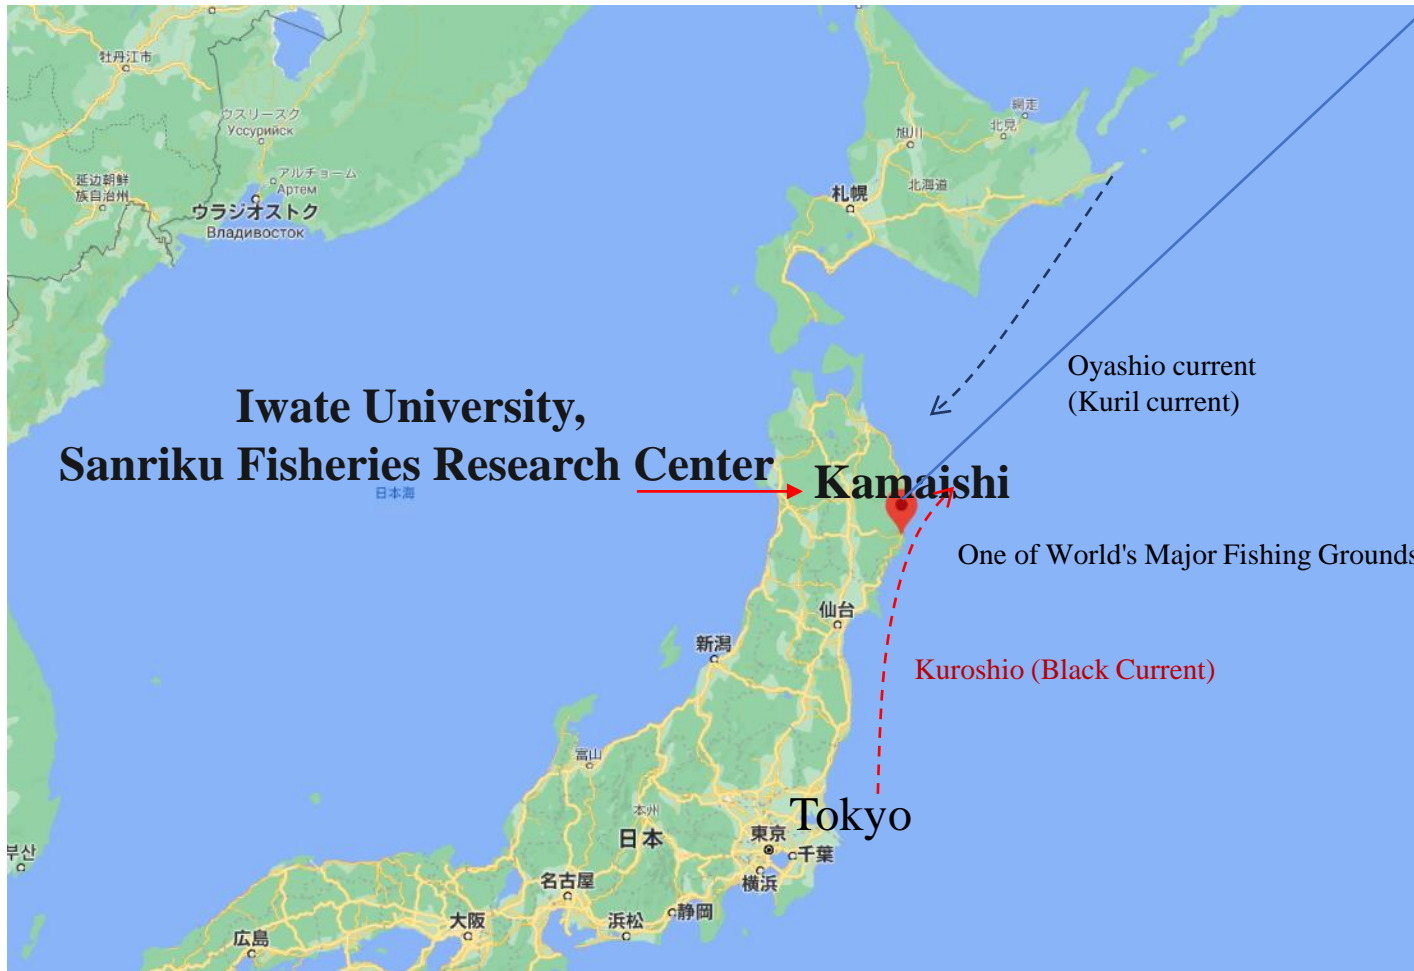 牡丹江市
ウスリースク
Уссурийск
アルチョーム
Артем
延边朝鲜
族自治州
ウラジオストク
Владивосток
網走
北見
旭川
北海道
札幌
Oyashio current
(Kuril current)
Iwate University,
Sanriku Fisheries Research Center
日本海
Kamaishi
One of World's Major Fishing Grounds
仙台
新潟
Kuroshio (Black Current)
富山
本州
日本
Tokyo
東京
千葉
横浜
부산
名古屋
静岡
浜松
大阪
広島